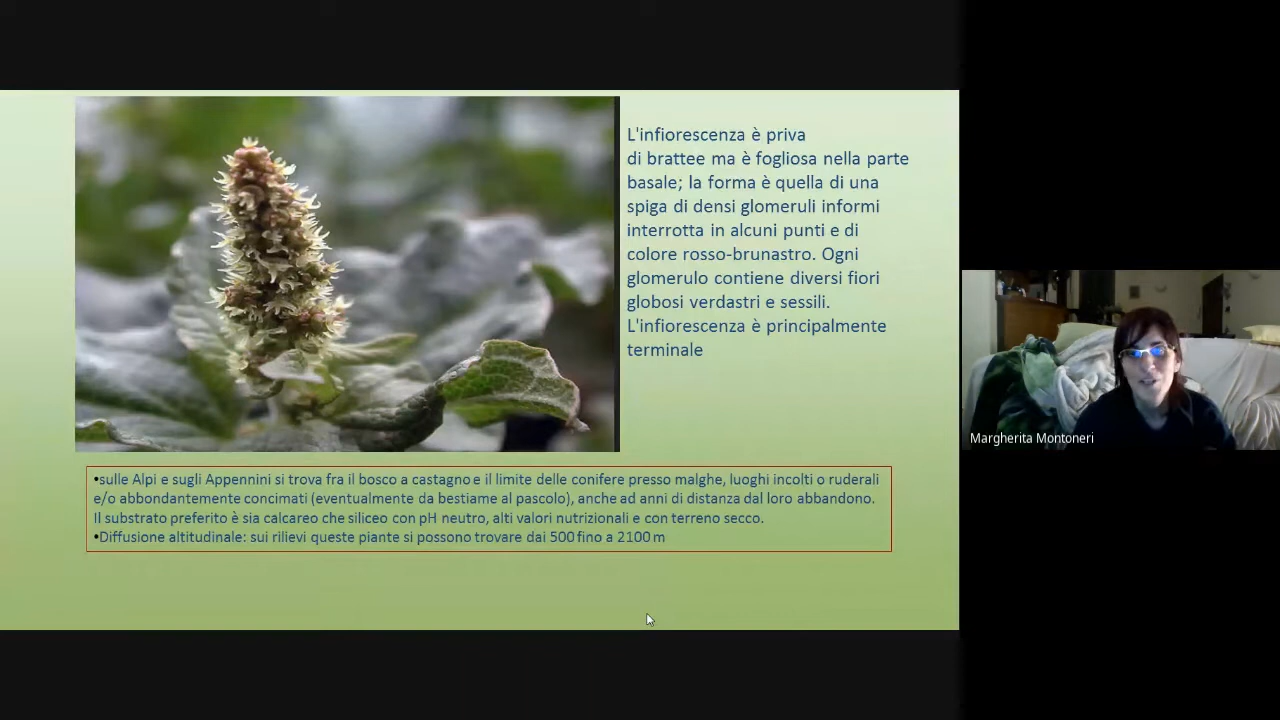 L'infiorescenza è priva
di brattee ma è fogliosa nella parte
basale; la forma è quella di una
spiga di densi glomeruli informi
interrotta in alcuni punti e di
colore rosso-brunastro. Ogni
glomerulo contiene diversi fiori
globosi verdastri e sessili.
L'infiorescenza è principalmente
terminale
•sulle Alpi e sugli Appennini si trova fra il bosco a castagno e il limite delle conifere presso malghe, luoghi incolti o ruderali
e/o abbondantemente concimati (eventualmente da bestiame al pascolo), anche ad anni di distanza dal loro abbandono.
Il substrato preferito è sia calcareo che siliceo con pH neutro, alti valori nutrizionali e con terreno secco.
•Diffusione altitudinale: sui rilievi queste piante si possono trovare dai 500 fino a 2100 m
Margherita Montoneri